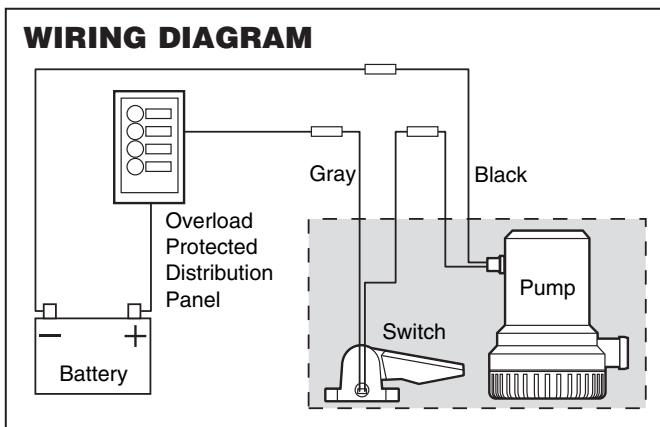 WIRING DIAGRAM
Gray
Black
Overload
Protected
Distribution
Panel
Pump
Switch
− +
Battery